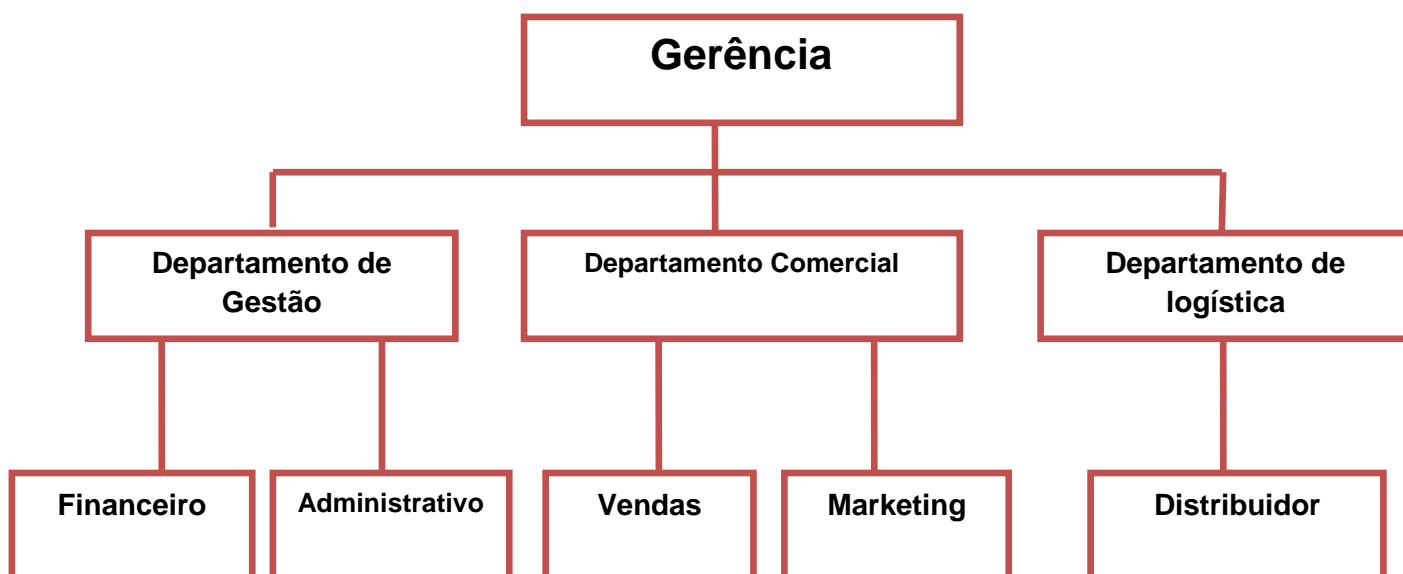 Gerência
Departamento de
Gestão
Departamento Comercial
Departamento de
logística
Financeiro
Administrativo
Vendas
Marketing
Distribuidor